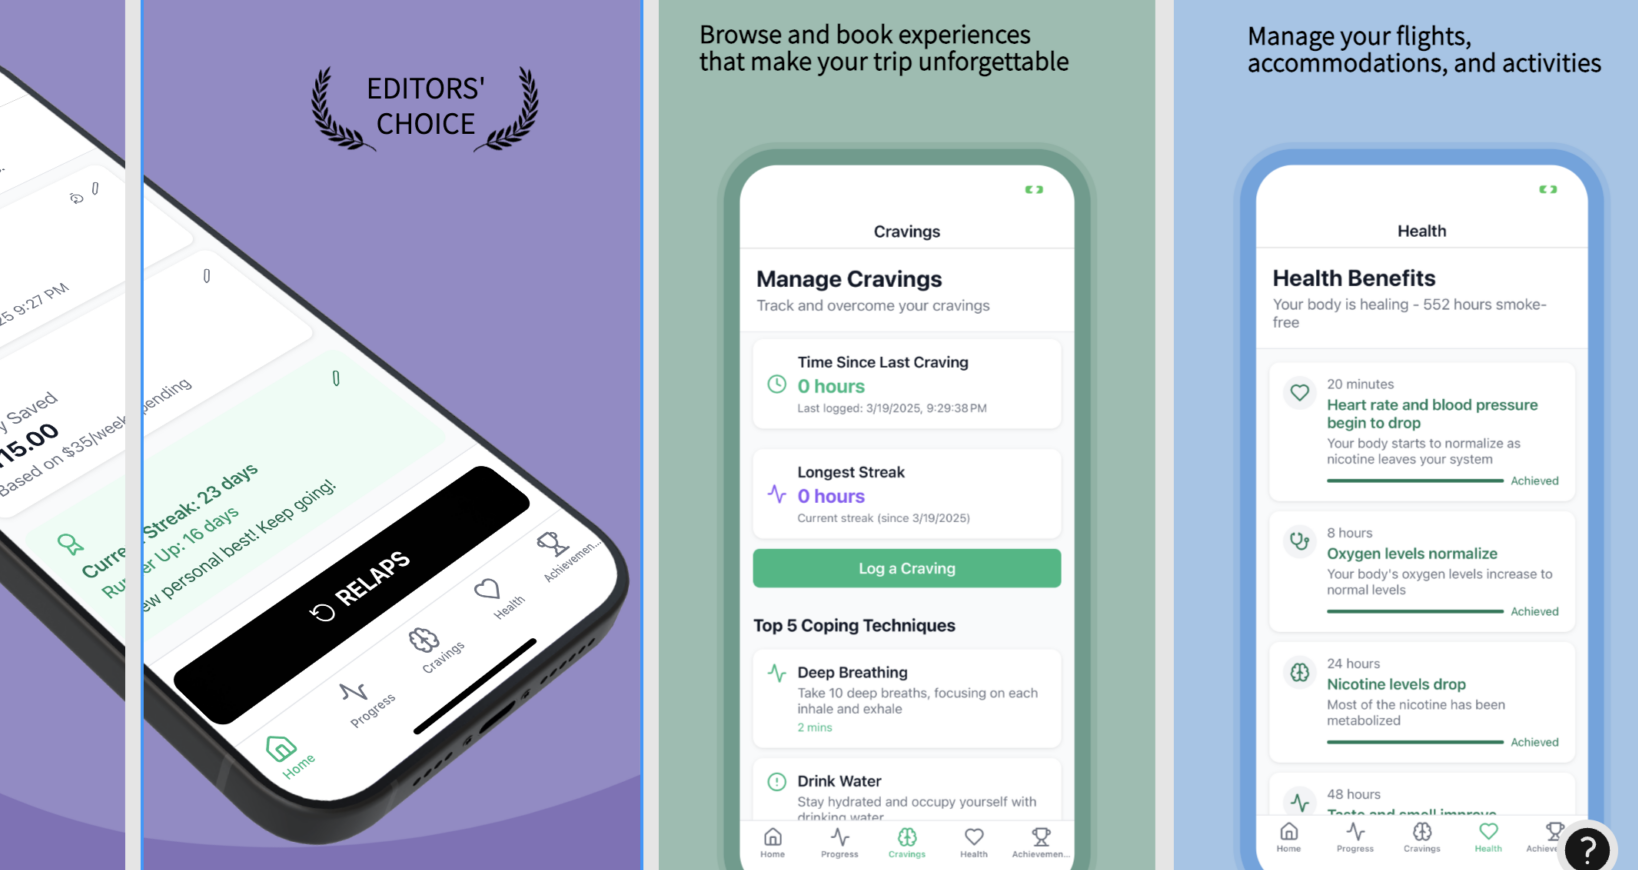 25 9:27 PM
y Saved
15.00
Based on $35/week spending
Current Streak: 23 days
Runner Up: 16 days
ew personal best! Keep going!
RELAPS
Home
Progress
Cravings
Health
Achievemen...
EDITORS'
CHOICE
Browse and book experiences
that make your trip unforgettable
Cravings
Manage Cravings
Track and overcome your cravings
Time Since Last Craving
0 hours
Last logged: 3/19/2025, 9:29:38 PM
Longest Streak
0 hours
Current streak (since 3/19/2025)
Log a Craving
Top 5 Coping Techniques
Deep Breathing
Take 10 deep breaths, focusing on each
inhale and exhale
2 mins
Drink Water
Stay hydrated and occupy yourself with
drinking water
Home
Progress
Cravings
Health
Achievemen...
Manage your flights,
accommodations, and activities
Health
Health Benefits
Your body is healing - 552 hours smoke-
free
20 minutes
Heart rate and blood pressure
begin to drop
Your body starts to normalize as
nicotine leaves your system
Achieved
8 hours
Oxygen levels normalize
Your body's oxygen levels increase to
normal levels
Achieved
24 hours
Nicotine levels drop
Most of the nicotine has been
metabolized
Achieved
48 hours
Taste and smell improve
Home
Progress
Cravings
Health
Achieve
?